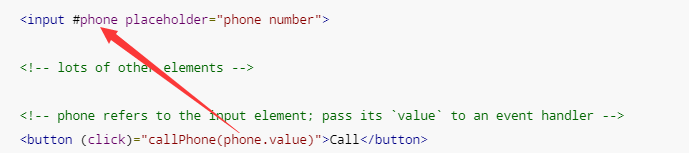 <input #phone placeholder="phone number">
<!-- lots of other elements -->
<!-- phone refers to the input element; pass its `value` to an event handler -->
<button (click)="callPhone(phone.value)">Call</button>